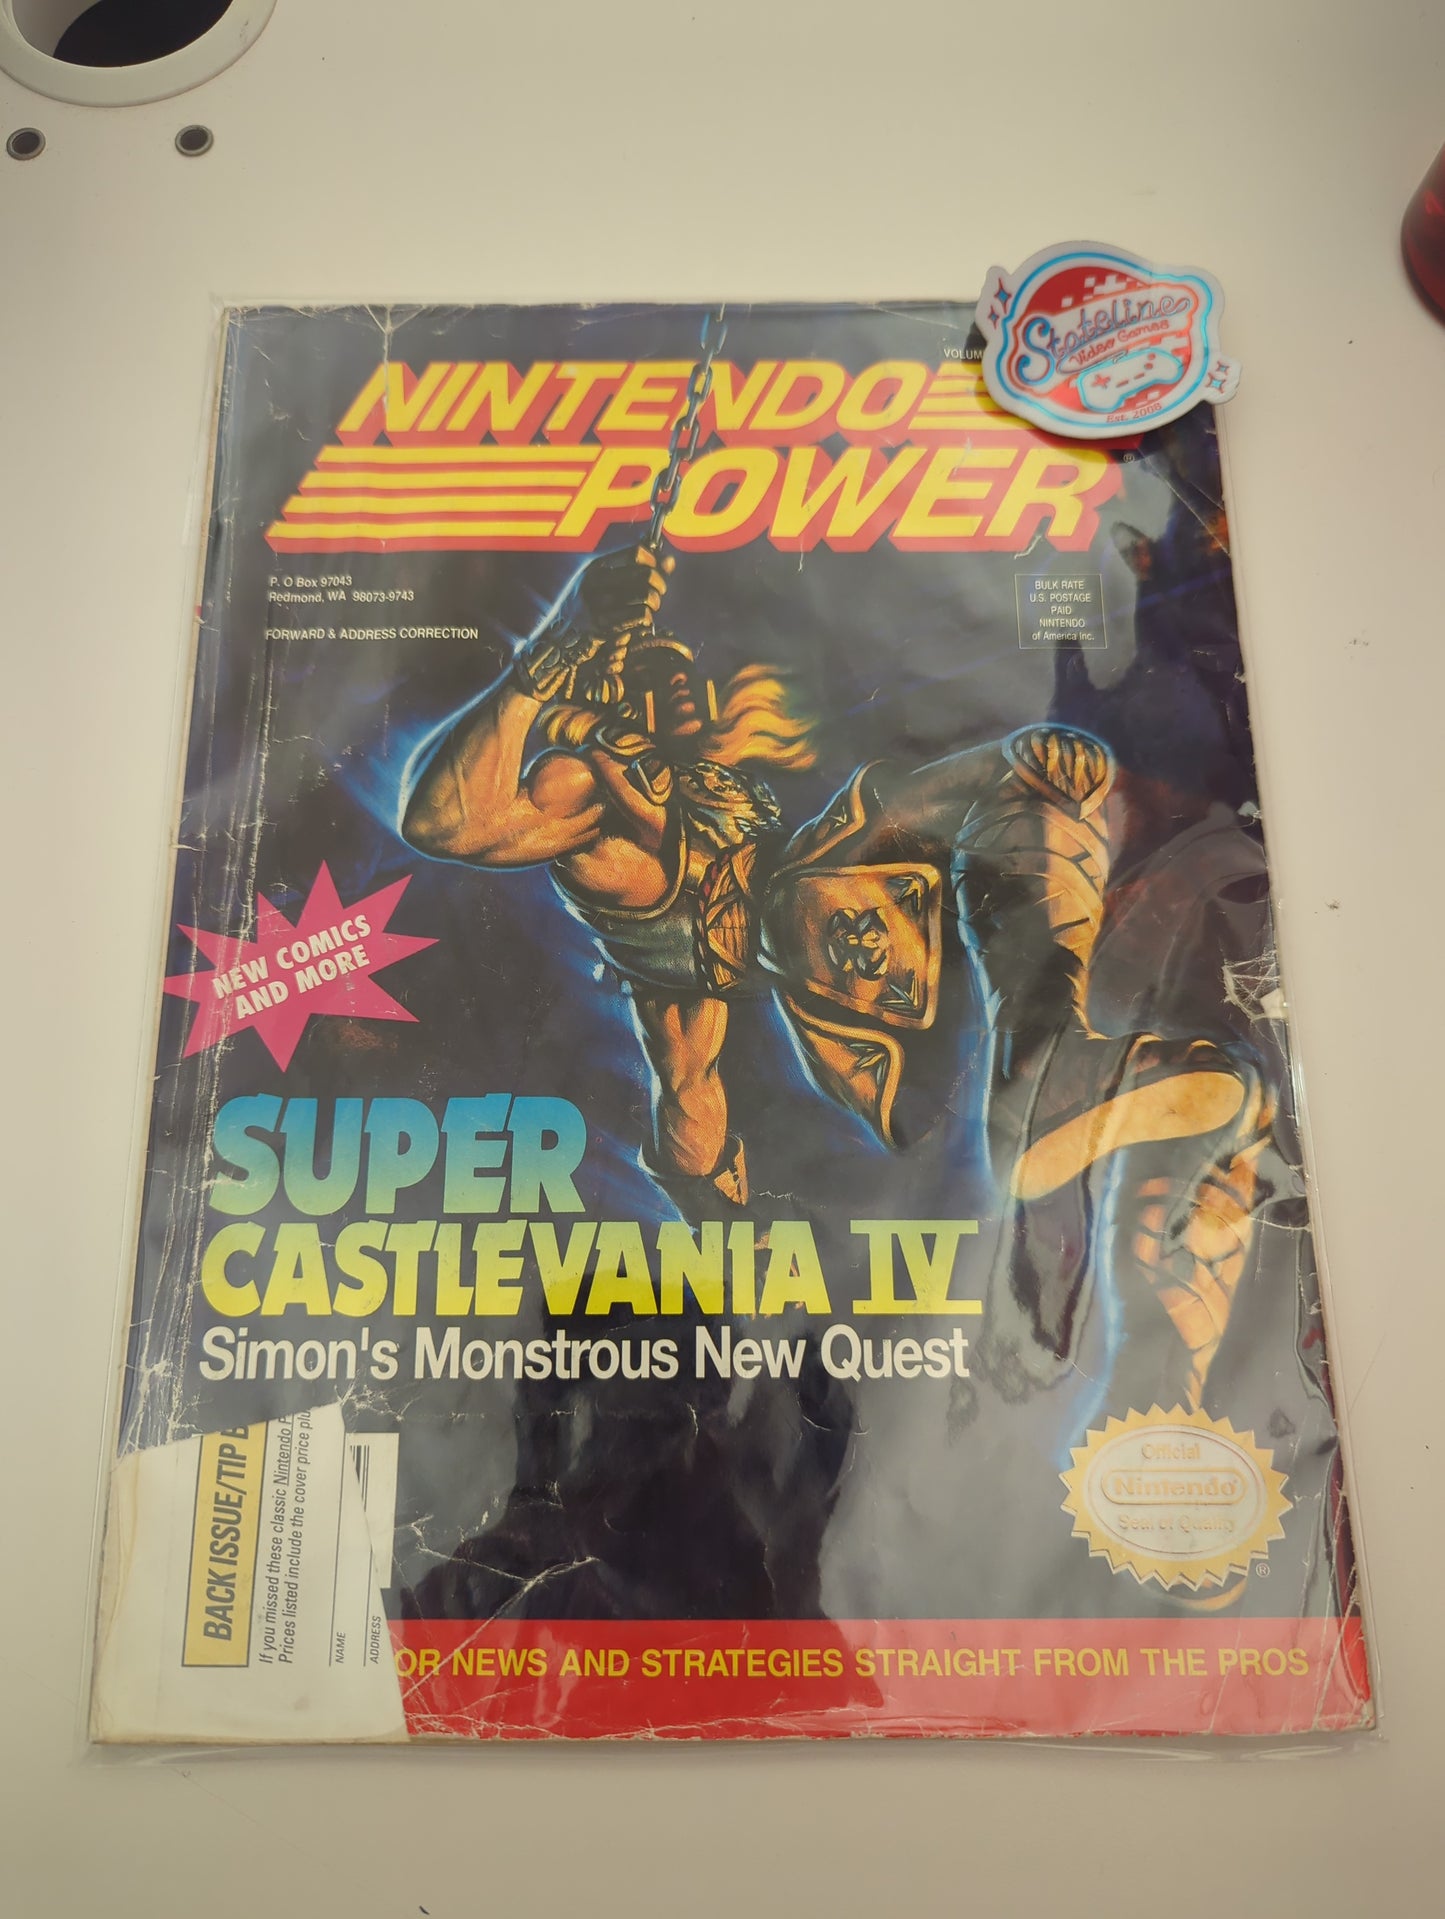 Stateline
Video Games
Est. 2006
NINTENDO
POWER
®
P. O Box 97043
Redmond, WA 98073-9743
FORWARD & ADDRESS CORRECTION
BULK RATE
U.S. POSTAGE
PAID
NINTENDO
of America Inc.
NEW COMICS
AND MORE
SUPER
CASTLEVANIA IV
Simon's Monstrous New Quest
BACK ISSUE/TIP
If you missed these classic Nintendo
Prices listed include the cover price
NAME
ADDRESS
Official
Nintendo
Seal of Quality
®
OR NEWS AND STRATEGIES STRAIGHT FROM THE PROS